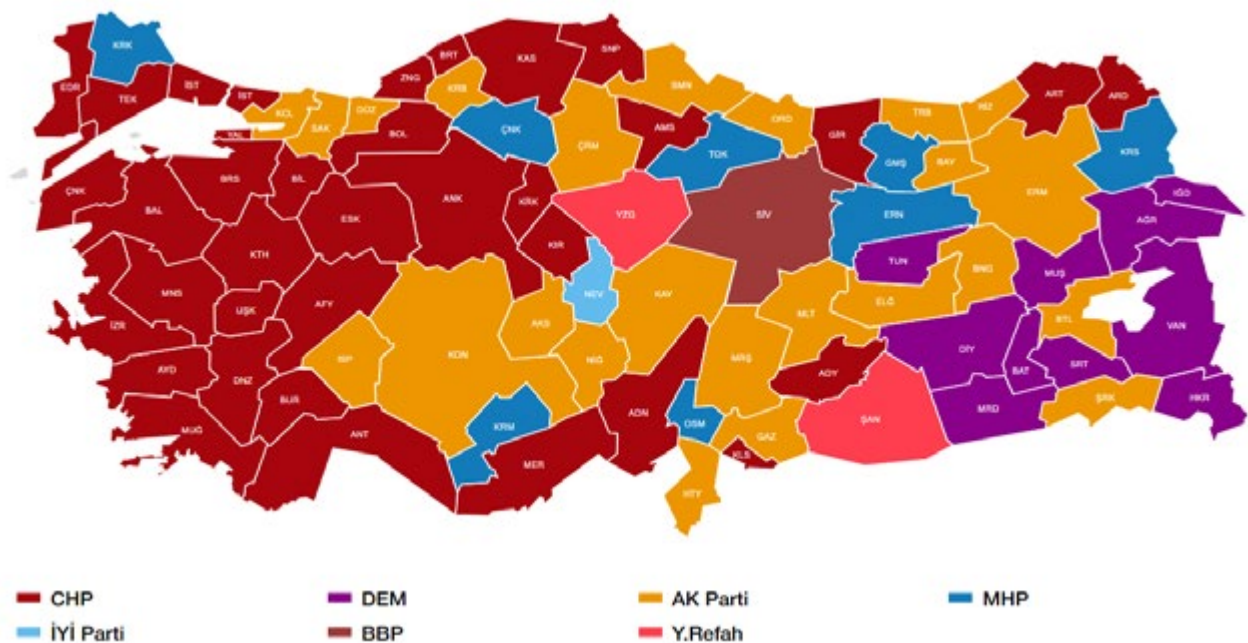 KRK
EDR
TEK
İST
İST
KCL
SAK
DÜZ
YAL
ZNG
BRT
KAS
SNP
KRB
BOL
ÇNK
ÇRM
SMN
AMS
TOK
ORD
GİR
TRB
RİZ
ART
ARD
GMŞ
BAY
ERM
KRS
IĞD
AĞR
ÇNK
BAL
BRS
BİL
ESK
ANK
KRK
KIR
YZG
SİV
ERN
TUN
BNG
MUŞ
KTH
MNS
UŞK
AFY
İZR
AYD
DNZ
BUR
ISP
KON
AKS
NEV
NİĞ
KAV
MLT
ELĞ
MRŞ
ADY
DİY
BAT
SRT
BTL
VAN
HKR
ŞRK
MRD
ŞAN
MUĞ
ANT
KRM
MER
ADN
OSM
GAZ
KLS
HTY
CHP DEM AK Parti MHP
İYİ Parti BBP Y.Refah